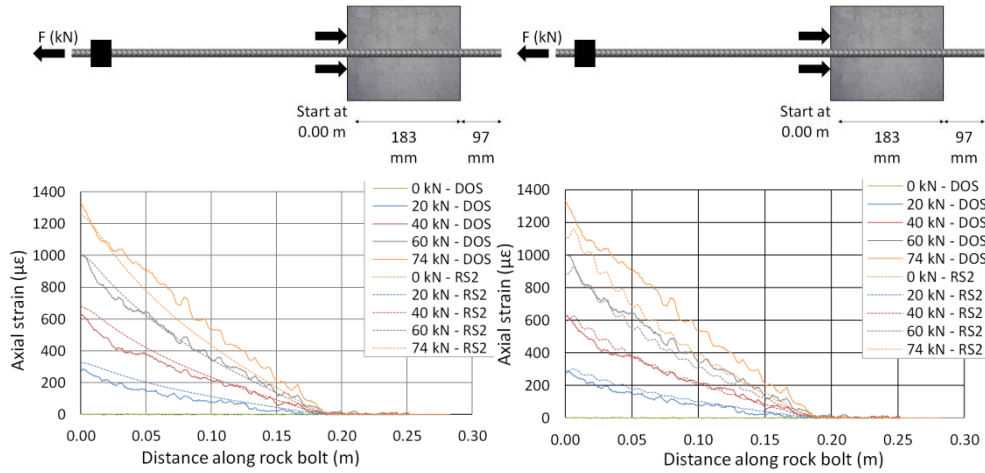 F (kN)
Start at
0.00 m
183
mm
97
mm
1400
1200
1000
800
600
400
200
0
Axial strain (με)
0.00
0.05
0.10
0.15
0.20
0.25
0.30
Distance along rock bolt (m)
0 kN - DOS
20 kN - DOS
40 kN - DOS
60 kN - DOS
74 kN - DOS
0 kN - RS2
20 kN - RS2
40 kN - RS2
60 kN - RS2
74 kN - RS2
F (kN)
Start at
0.00 m
183
mm
97
mm
1400
1200
1000
800
600
400
200
0
Axial strain (με)
0.00
0.05
0.10
0.15
0.20
0.25
0.30
Distance along rock bolt (m)
0 kN - DOS
20 kN - DOS
40 kN - DOS
60 kN - DOS
74 kN - DOS
0 kN - RS2
20 kN - RS2
40 kN - RS2
60 kN - RS2
74 kN - RS2